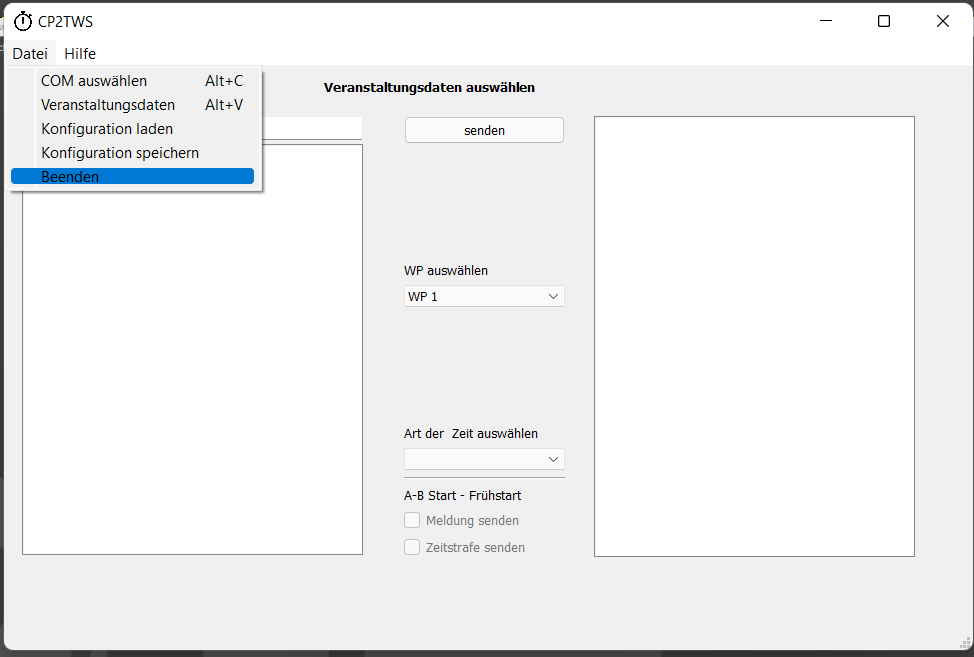 CP2TWS
Datei Hilfe
COM auswählen Alt+C
Veranstaltungsdaten Alt+V
Konfiguration laden
Konfiguration speichern
Beenden
Veranstaltungsdaten auswählen
senden
WP auswählen
WP 1
Art der Zeit auswählen
A-B Start - Frühstart
Meldung senden
Zeitstrafe senden